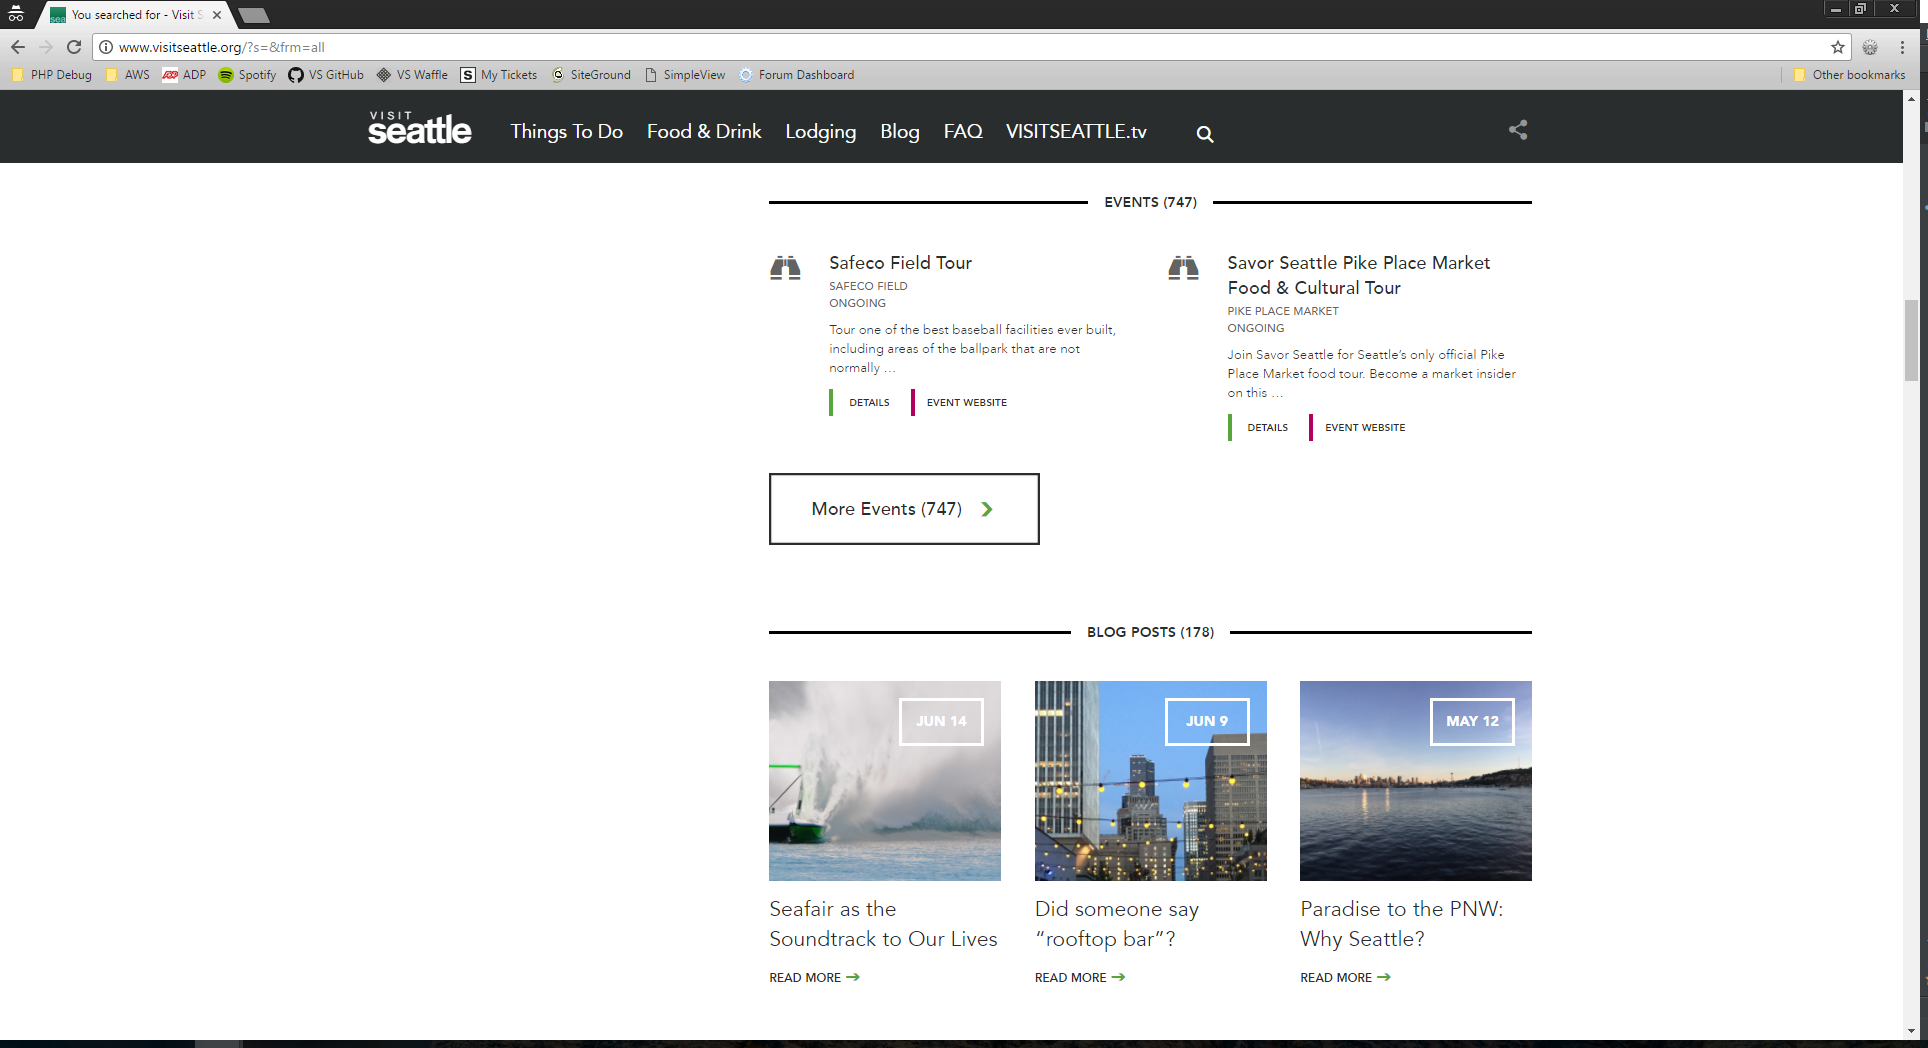 You searched for - Visit S
www.visitseattle.org/?s=&frm=all
PHP Debug AWS ADP Spotify VS GitHub VS Waffle My Tickets SiteGround SimpleView Forum Dashboard Other bookmarks
VISIT
seattle
Things To Do Food & Drink Lodging Blog FAQ VISITSEATTLE.tv
EVENTS (747)
Safeco Field Tour
SAFECO FIELD
ONGOING
Tour one of the best baseball facilities ever built,
including areas of the ballpark that are not
normally …
DETAILS EVENT WEBSITE
Savor Seattle Pike Place Market
Food & Cultural Tour
PIKE PLACE MARKET
ONGOING
Join Savor Seattle for Seattle’s only official Pike
Place Market food tour. Become a market insider
on this …
DETAILS EVENT WEBSITE
More Events (747)
BLOG POSTS (178)
JUN 14
Seafair as the
Soundtrack to Our Lives
READ MORE
JUN 9
Did someone say
“rooftop bar”?
READ MORE
MAY 12
Paradise to the PNW:
Why Seattle?
READ MORE